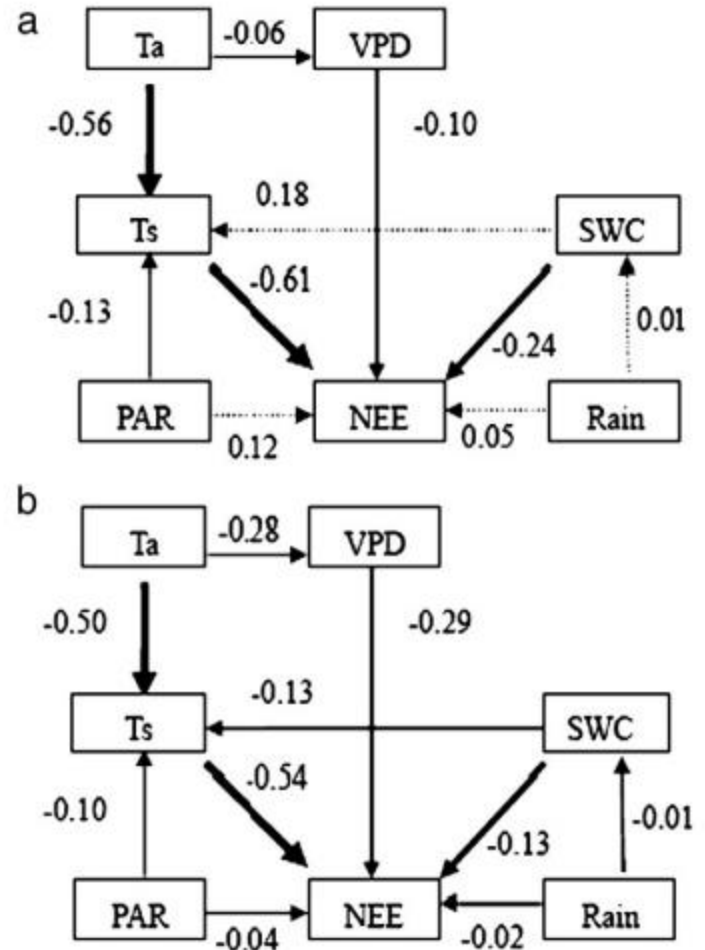 a
Ta -0.06 VPD
-0.56 -0.10
0.18
Ts SWC
-0.61
-0.13 0.01
-0.24
PAR NEE Rain
0.12 0.05
b
Ta -0.28 VPD
-0.50 -0.29
-0.13
Ts SWC
-0.54
-0.10 -0.01
-0.13
PAR NEE Rain
-0.04 -0.02